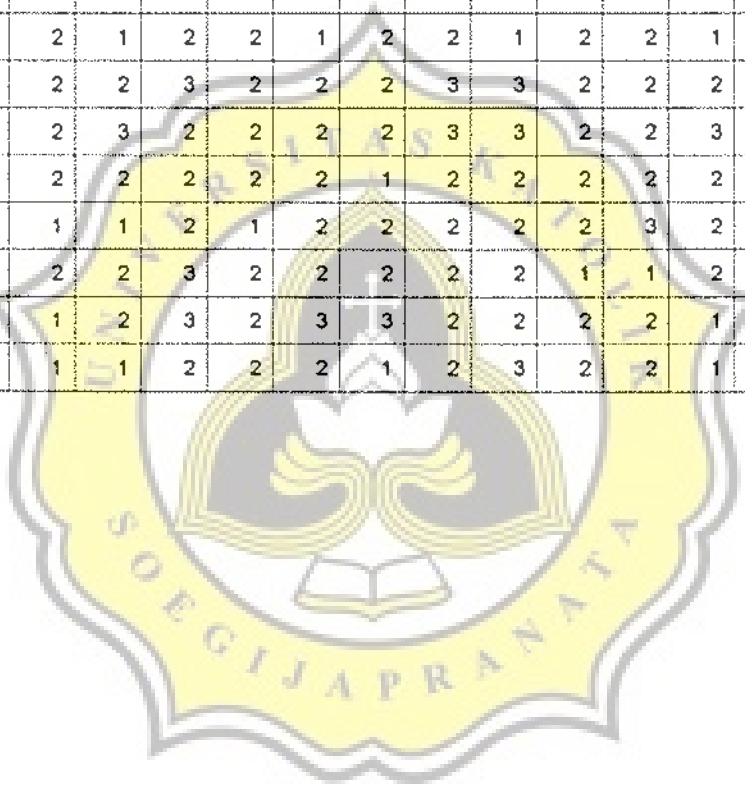 2 1 2 2 1 2 2 1 2 2 1
2 2 3 2 2 2 3 3 2 2 2
2 3 2 2 2 2 3 3 2 2 3
2 2 2 2 2 1 2 2 2 2 2
1 1 2 1 2 2 2 2 2 3 2
2 2 3 2 2 2 2 2 1 1 2
1 2 3 2 3 3 2 2 2 2 1
1 1 2 2 2 1 2 3 2 2 1
UNIVERSITAS KATOLIK
SOEGIJAPRANATA